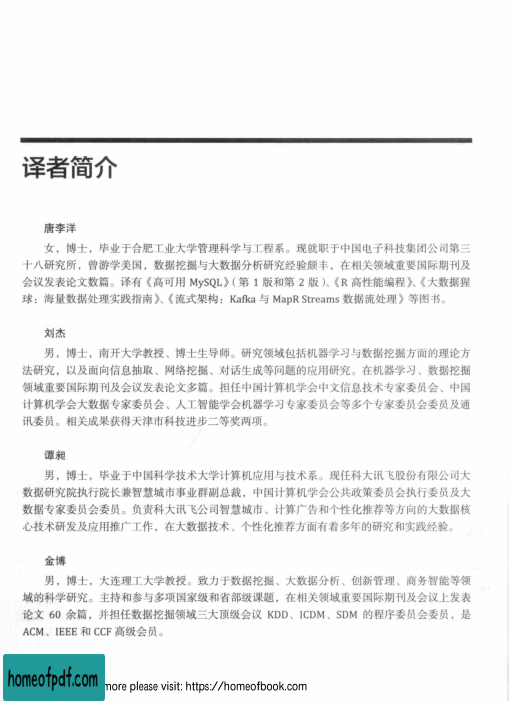 译者简介
唐李洋
女，博士，毕业于合肥工业大学管理科学与工程系。现就职于中国电子科技集团公司第三
十八研究所，曾游学美国，数据挖掘与大数据分析研究经验颇丰，在相关领域重要国际期刊及
会议发表论文数篇。译有《高可用 MySQL》（第 1 版和第 2 版）、《R 高性能编程》、《大数据猩
球：海量数据处理实践指南》、《流式架构：Kafka 与 MapR Streams 数据流处理》等图书。
刘杰
男，博士，南开大学教授、博士生导师。研究领域包括机器学习与数据挖掘方面的理论方
法研究，以及面向信息抽取、网络挖掘、对话生成等问题的应用研究。在机器学习、数据挖掘
领域重要国际期刊及会议发表论文多篇。担任中国计算机学会中文信息技术专家委员会、中国
计算机学会大数据专家委员会、人工智能学会机器学习专家委员会等多个专家委员会委员及通
讯委员。相关成果获得天津市科技进步二等奖两项。
谭昶
男，博士，毕业于中国科学技术大学计算机应用与技术系。现任科大讯飞股份有限公司大
数据研究院执行院长兼智慧城市事业群副总裁，中国计算机学会公共政策委员会执行委员及大
数据专家委员会委员。负责科大讯飞公司智慧城市、计算广告和个性化推荐等方向的大数据核
心技术研发及应用推广工作，在大数据技术、个性化推荐方面有着多年的研究和实践经验。
金博
男，博士，大连理工大学教授。致力于数据挖掘、大数据分析、创新管理、商务智能等领
域的科学研究。主持和参与多项国家级和省部级课题，在相关领域重要国际期刊及会议上发表
论文 60 余篇，并担任数据挖掘领域三大顶级会议 KDD、ICDM、SDM 的程序委员会委员，是
ACM、IEEE 和 CCF 高级会员。
homeofpdf.com
more please visit: https://homeofbook.com